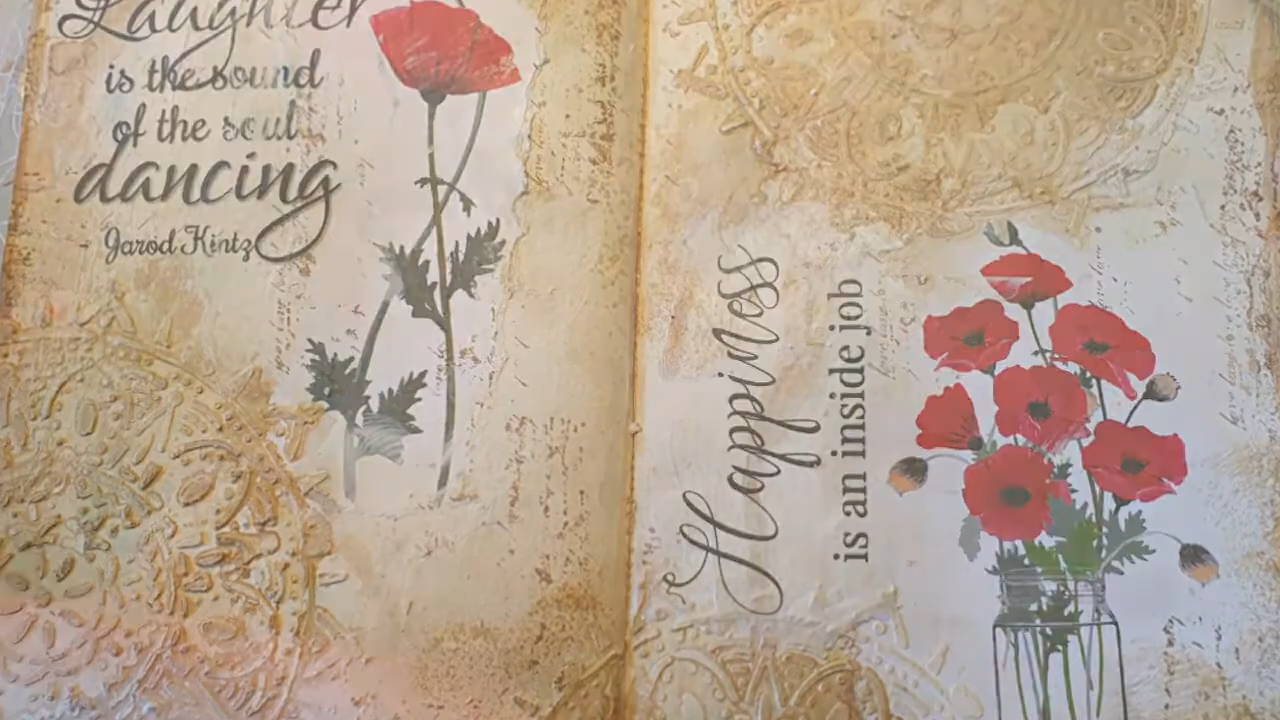 Laughter
is the sound
of the soul
dancing
Jarod Kintz
Happiness
is an inside job